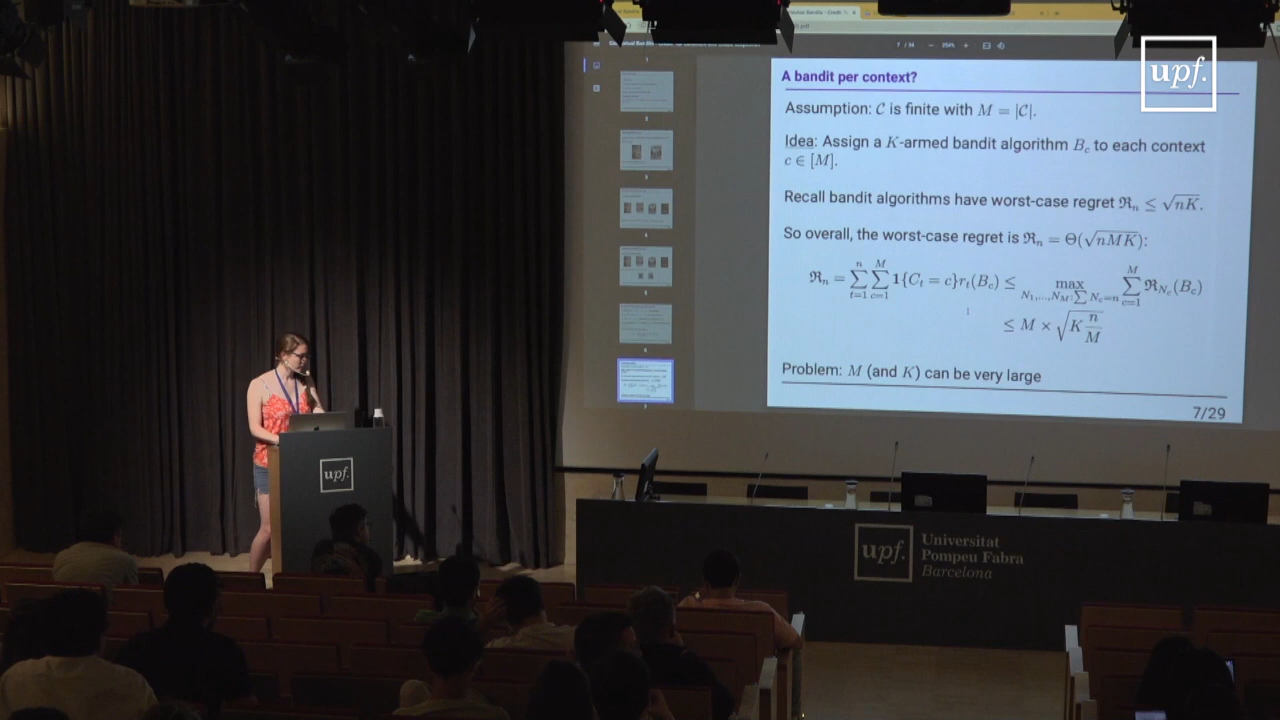 7 / 34 − 256% +
A bandit per context?
Assumption: 𝒞 is finite with M = |𝒞|.
Idea: Assign a K-armed bandit algorithm B_c to each context
c ∈ [M].
Recall bandit algorithms have worst-case regret ℜ_n ≤ √(nK).
So overall, the worst-case regret is ℜ_n = Θ(√(nMK)):
ℜ_n = ∑_{t=1}^{n} ∑_{c=1}^{M} 1{C_t = c}r_t(B_c) ≤ max_{N_1,...,N_M:∑ N_c=n} ∑_{c=1}^{M} ℜ_{N_c}(B_c)
≤ M × √(K n/M)
Problem: M (and K) can be very large
7/29
upf.
upf.
upf.
Universitat
Pompeu Fabra
Barcelona